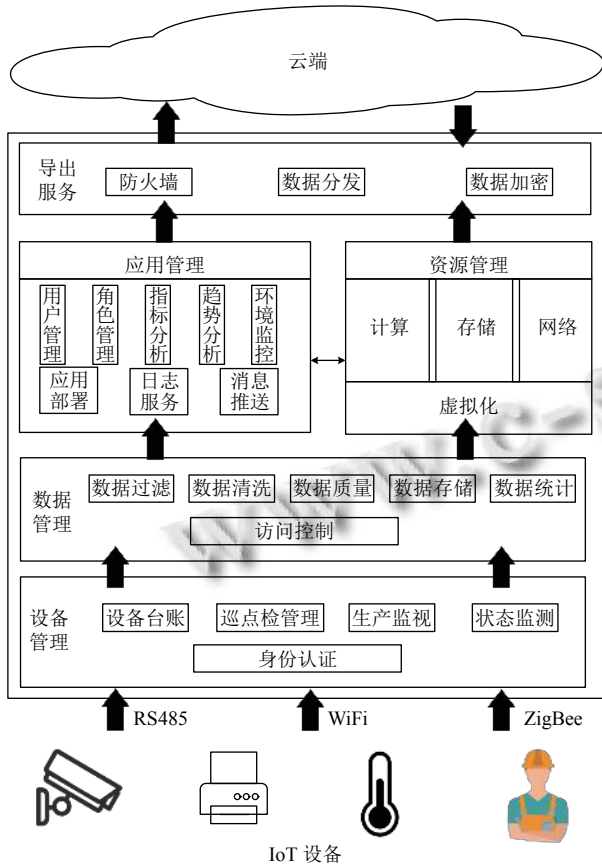 云端
导出
服务
防火墙
数据分发
数据加密
应用管理
用户管理
角色管理
指标分析
趋势分析
环境监控
应用
部署
日志
服务
消息
推送
资源管理
计算
存储
网络
虚拟化
数据
管理
数据过滤
数据清洗
数据质量
数据存储
数据统计
访问控制
设备
管理
设备台账
巡点检管理
生产监视
状态监测
身份认证
RS485
WiFi
ZigBee
IoT 设备
www.c-s